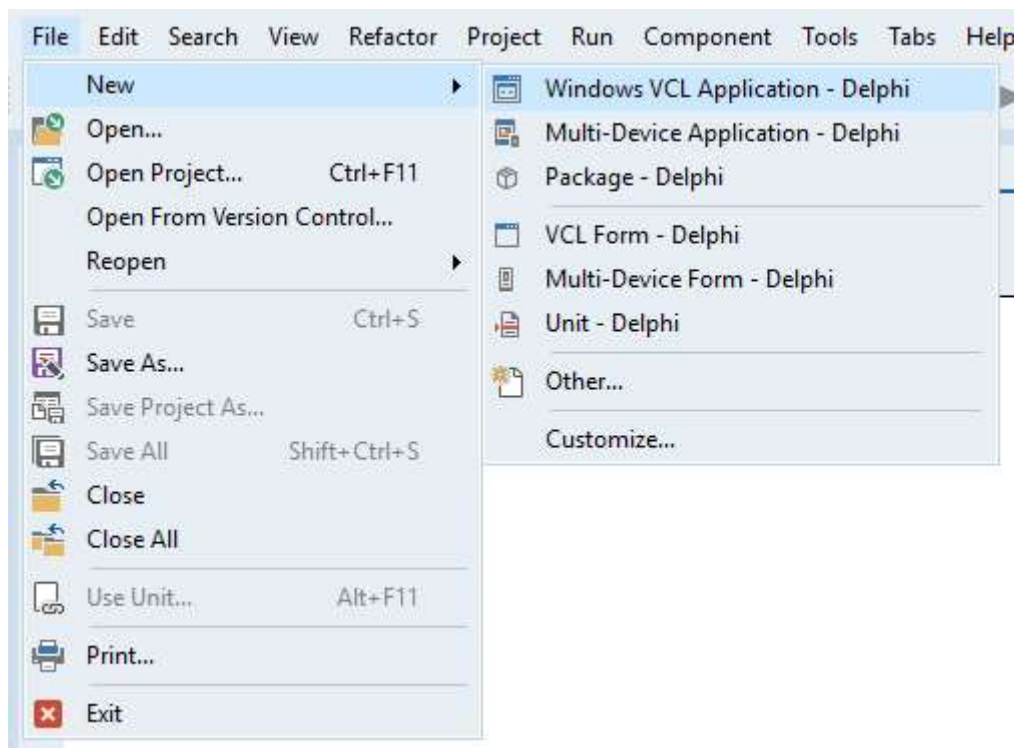 File Edit Search View Refactor Project Run Component Tools Tabs Help
New
Open...
Open Project... Ctrl+F11
Open From Version Control...
Reopen
Save Ctrl+S
Save As...
Save Project As...
Save All Shift+Ctrl+S
Close
Close All
Use Unit... Alt+F11
Print...
Exit
Windows VCL Application - Delphi
Multi-Device Application - Delphi
Package - Delphi
VCL Form - Delphi
Multi-Device Form - Delphi
Unit - Delphi
Other...
Customize...